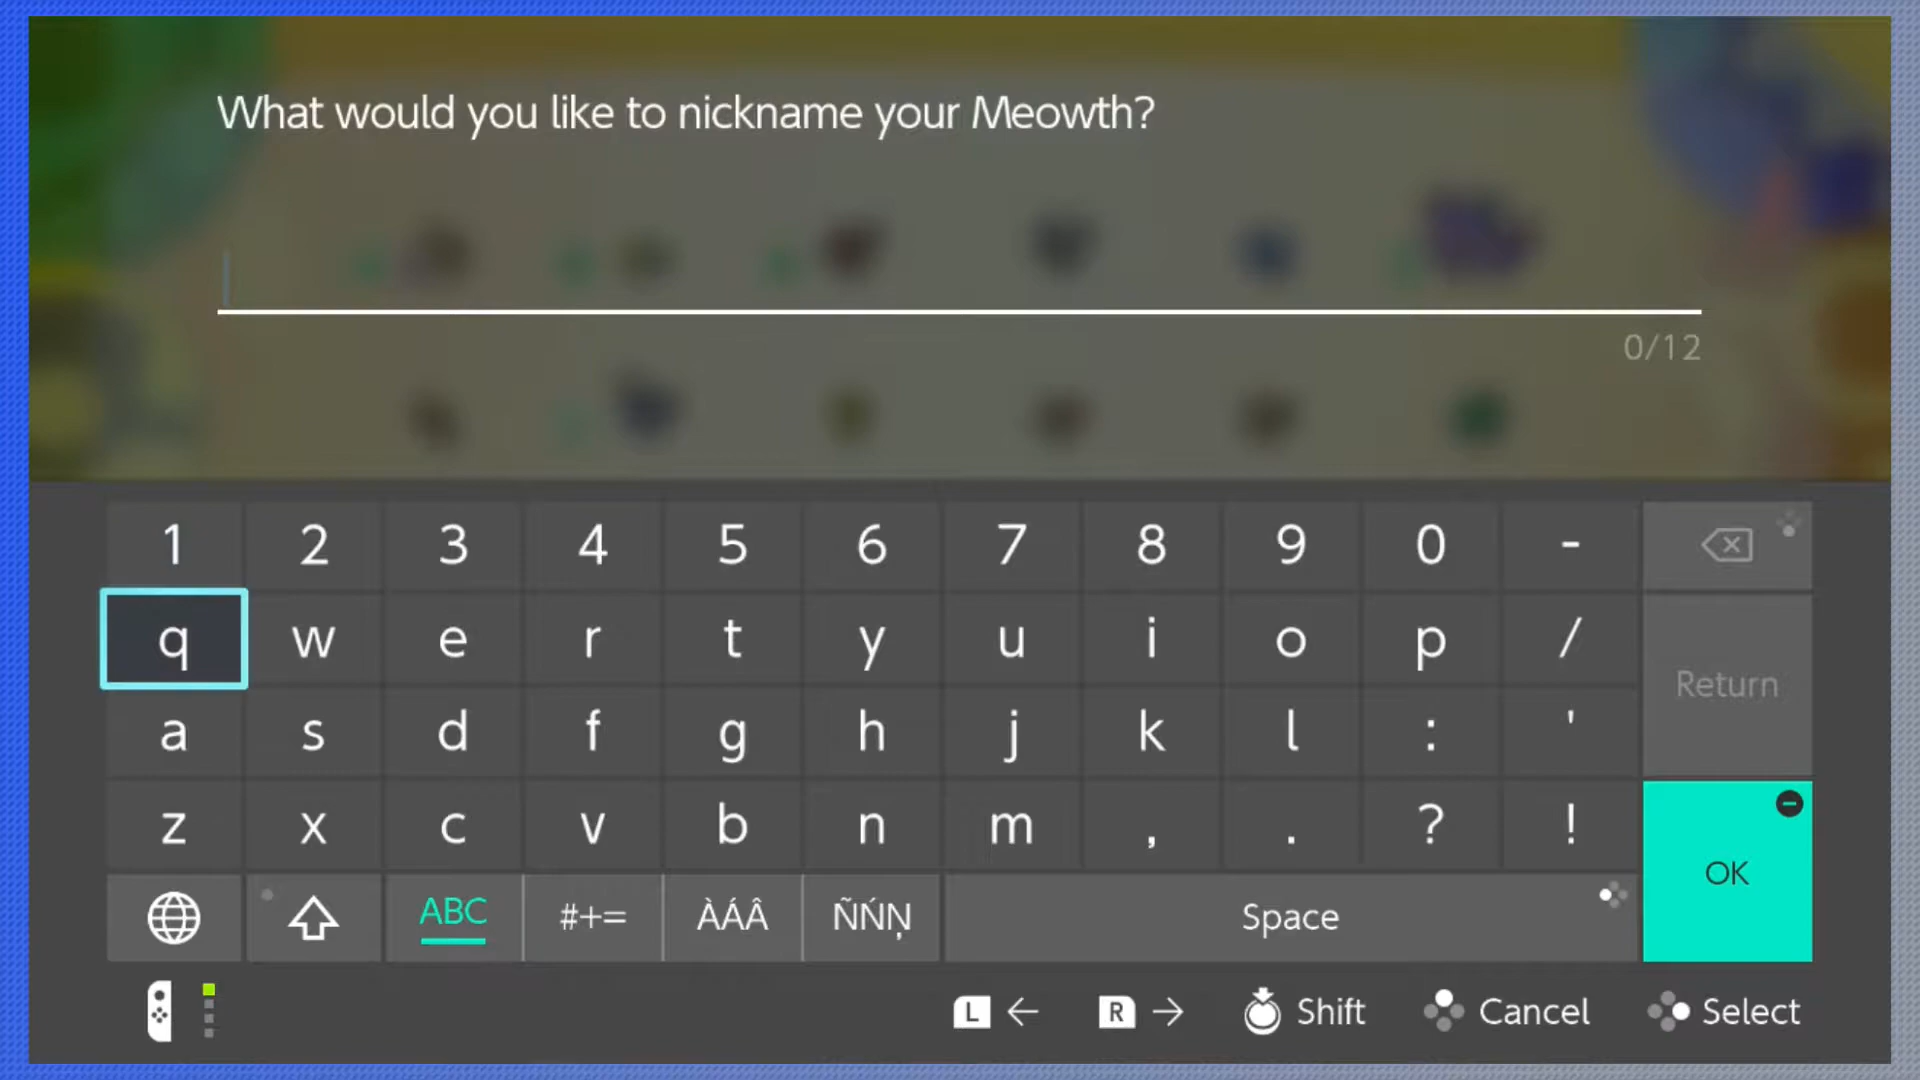 What would you like to nickname your Meowth?
0/12
1 2 3 4 5 6 7 8 9 0 -
q w e r t y u i o p /
Return
a s d f g h j k l : '
z x c v b n m , . ? !
OK
ABC #+= ÀÁÂ ÑŃŅ Space
L ← R → Shift Cancel Select